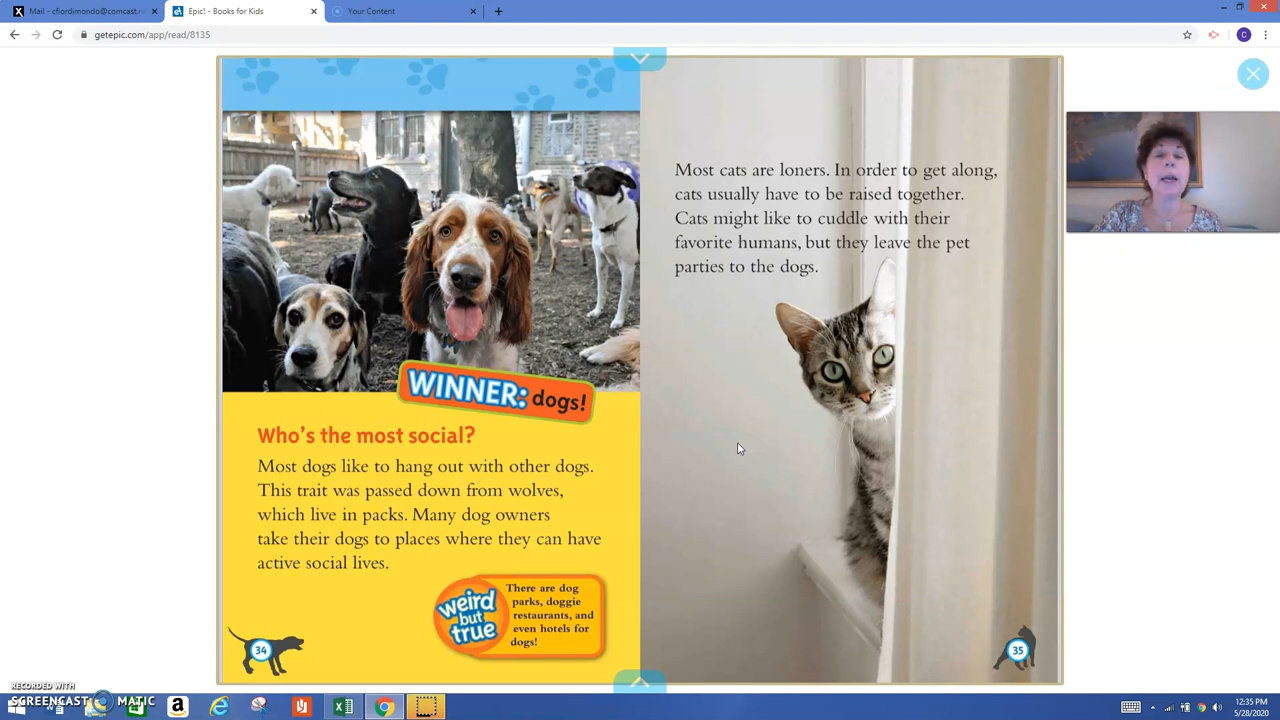 Mail - cfiordimondo@comcast.n
Epic! - Books for Kids
Your Content
getepic.com/app/read/8135
C
WINNER: dogs!
Who's the most social?
Most dogs like to hang out with other dogs.
This trait was passed down from wolves,
which live in packs. Many dog owners
take their dogs to places where they can have
active social lives.
weird
but
true
There are dog
parks, doggie
restaurants, and
even hotels for
dogs!
34
Most cats are loners. In order to get along,
cats usually have to be raised together.
Cats might like to cuddle with their
favorite humans, but they leave the pet
parties to the dogs.
35
RECORDED WITH
SCREENCAST MATIC
12:35 PM
5/28/2020